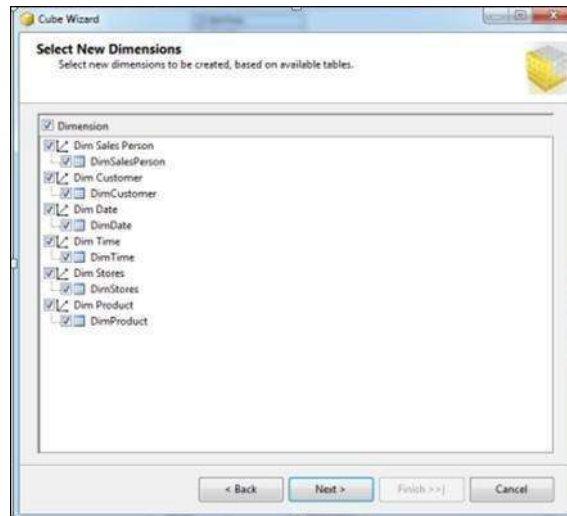 Cube Wizard
Select New Dimensions
Select new dimensions to be created, based on available tables.
Dimension
Dim Sales Person
DimSalesPerson
Dim Customer
DimCustomer
Dim Date
DimDate
Dim Time
DimTime
Dim Stores
DimStores
Dim Product
DimProduct
< Back Next > Finish >>| Cancel